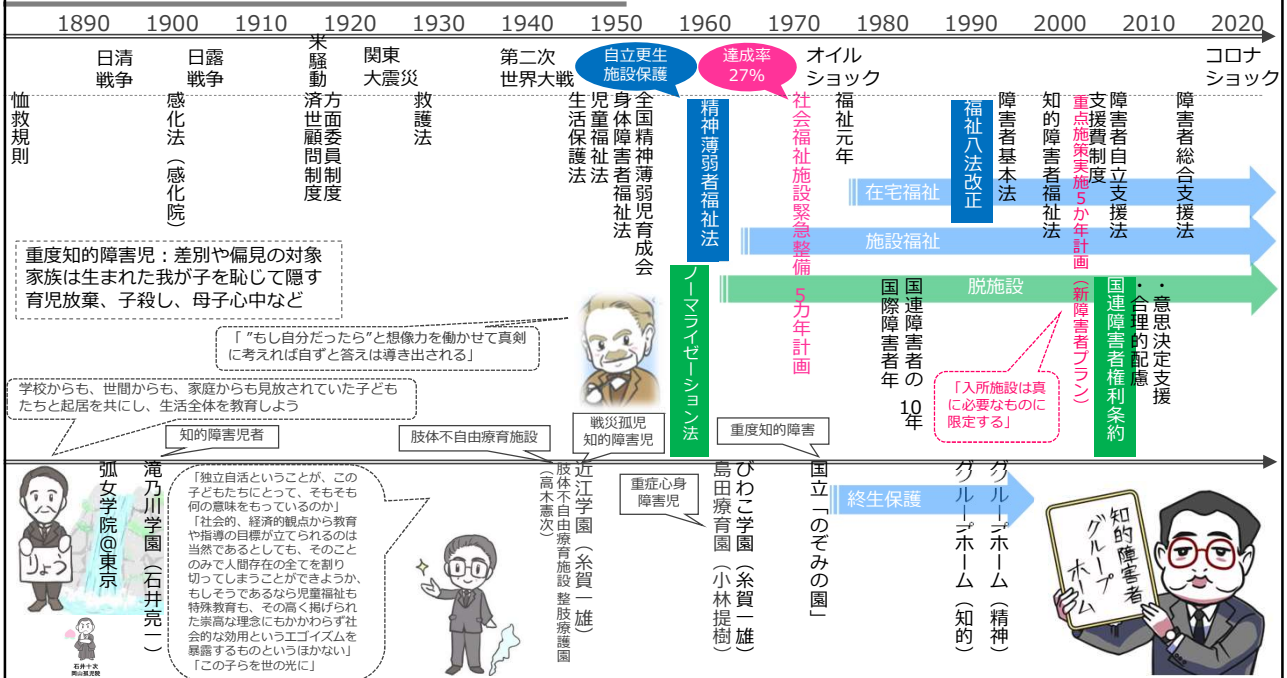 1890 1900 1910 1920 1930 1940 1950 1960 1970 1980 1990 2000 2010 2020
日清
戦争
日露
戦争
米騒動
関東
大震災
第二次
世界大戦
自立更生
施設保護
達成率
27%
オイル
ショック
コロナ
ショック
恤救規則
感化法（感化院）
済世顧問制度
方面委員制度
救護法
生活保護法
児童福祉法
身体障害者福祉法
全国精神薄弱児育成会
精神薄弱者福祉法
社会福祉施設緊急整備5カ年計画
福祉元年
福祉八法改正
障害者基本法
知的障害者福祉法
重点施策実施5か年計画（新障害者プラン）
支援費制度
障害者自立支援法
障害者総合支援法
在宅福祉
施設福祉
脱施設
重度知的障害児：差別や偏見の対象
家族は生まれた我が子を恥じて隠す
育児放棄、子殺し、母子心中など
ノーマライゼーション法
国際障害者年
国連障害者の10年
国連障害者権利条約
・合理的配慮
・意思決定支援
「 ”もし自分だったら”と想像力を働かせて真剣
に考えれば自ずと答えは導き出される」
「入所施設は真
に必要なものに
限定する」
学校からも、世間からも、家庭からも見放されていた子ども
たちと起居を共にし、生活全体を教育しよう
知的障害児者
肢体不自由療育施設
戦災孤児
知的障害児
重度知的障害
重症心身
障害児
りょう
弧女学院@東京
滝乃川学園（石井亮一）
石井十次
岡山孤児院
「独立自活ということが、この
子どもたちにとって、そもそも
何の意味をもっているのか」
「社会的、経済的観点から教育
や指導の目標が立てられるのは
当然であるとしても、そのこと
のみで人間存在の全てを割り
切ってしまうことができようか、
もしそうであるなら児童福祉も
特殊教育も、その高く掲げられ
た崇高な理念にもかかわらず社
会的な効用というエゴイズムを
暴露するものというほかない」
「この子らを世の光に」
肢体不自由療育施設 整肢療護園
（高木憲次）
近江学園（糸賀一雄）
島田療育園（小林提樹）
びわこ学園（糸賀一雄）
国立「のぞみの園」
終生保護
グループホーム（知的）
グループホーム（精神）
知的障害者
グループ
ホーム